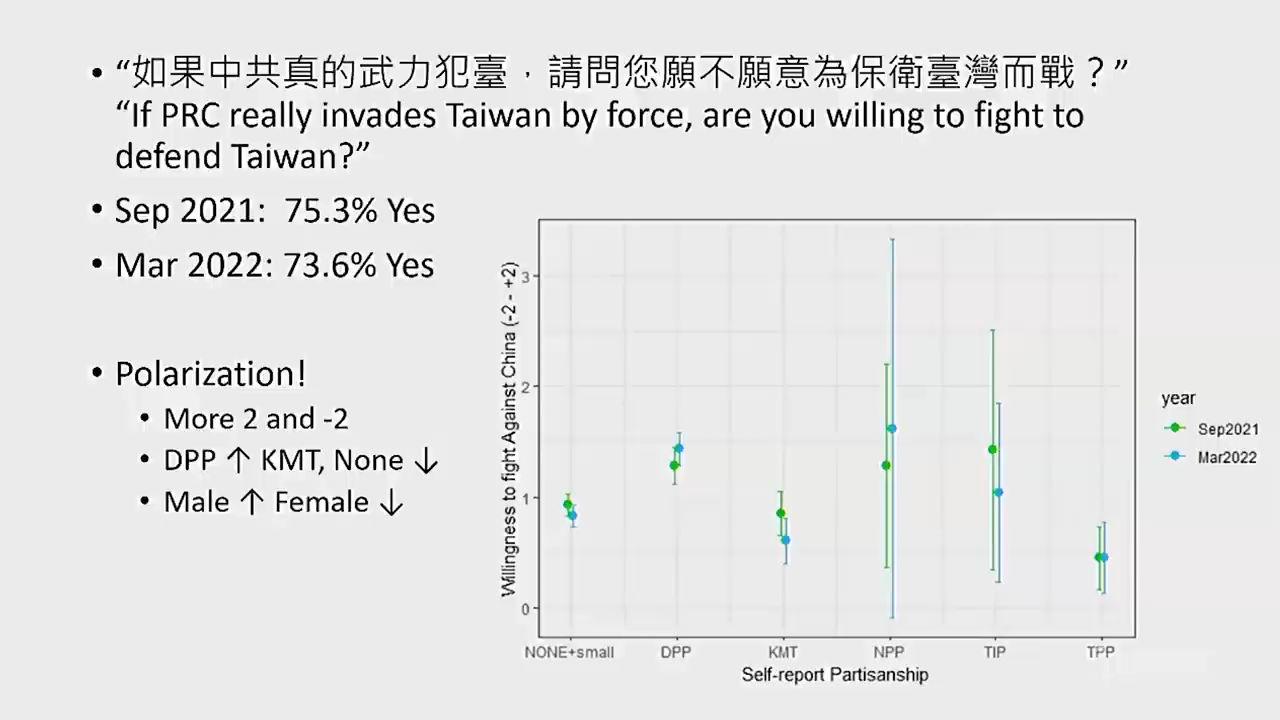 • “如果中共真的武力犯臺，請問您願不願意為保衛臺灣而戰？”
“If PRC really invades Taiwan by force, are you willing to fight to
defend Taiwan?”
• Sep 2021: 75.3% Yes
• Mar 2022: 73.6% Yes
• Polarization!
• More 2 and -2
• DPP ↑ KMT, None ↓
• Male ↑ Female ↓
Willingness to fight Against China (-2 - +2)
3
2
1
0
NONE+small DPP KMT NPP TIP TPP
Self-report Partisanship
year
Sep2021
Mar2022